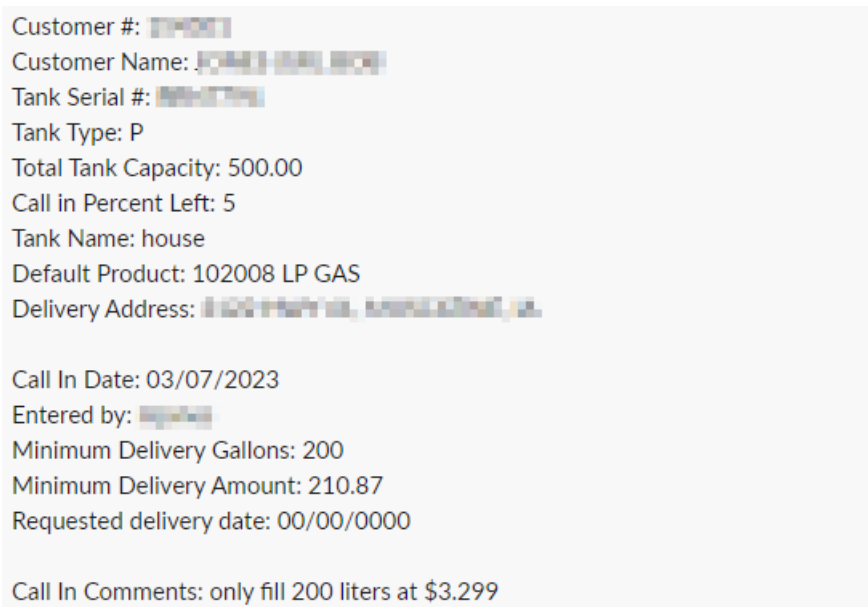 Customer #:
Customer Name:
Tank Serial #:
Tank Type: P
Total Tank Capacity: 500.00
Call in Percent Left: 5
Tank Name: house
Default Product: 102008 LP GAS
Delivery Address:
Call In Date: 03/07/2023
Entered by:
Minimum Delivery Gallons: 200
Minimum Delivery Amount: 210.87
Requested delivery date: 00/00/0000
Call In Comments: only fill 200 liters at $3.299